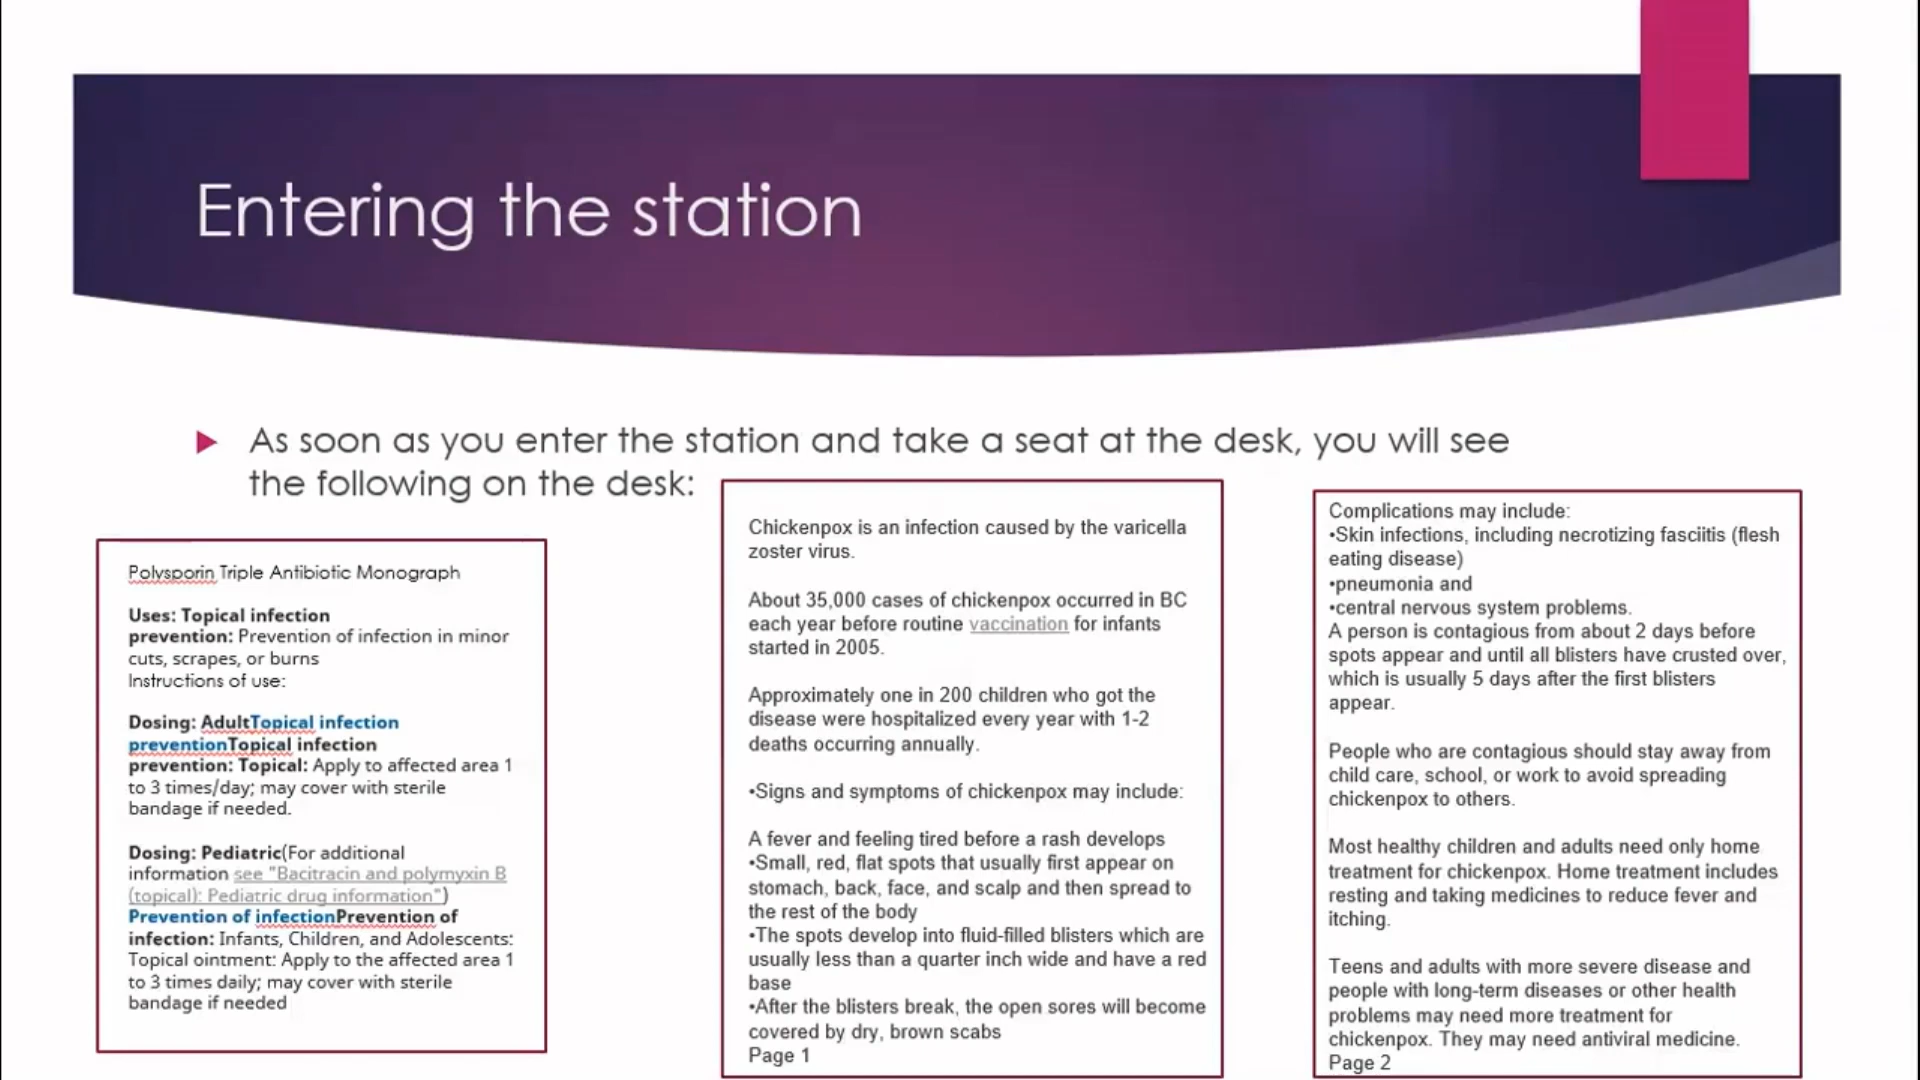 Entering the station
As soon as you enter the station and take a seat at the desk, you will see
the following on the desk:
Polysporin Triple Antibiotic Monograph
Uses: Topical infection
prevention: Prevention of infection in minor
cuts, scrapes, or burns
Instructions of use:
Dosing: AdultTopical infection
preventionTopical infection
prevention: Topical: Apply to affected area 1
to 3 times/day; may cover with sterile
bandage if needed.
Dosing: Pediatric(For additional
information see "Bacitracin and polymyxin B
(topical): Pediatric drug information")
Prevention of infectionPrevention of
infection: Infants, Children, and Adolescents:
Topical ointment: Apply to the affected area 1
to 3 times daily; may cover with sterile
bandage if needed
Chickenpox is an infection caused by the varicella
zoster virus.
About 35,000 cases of chickenpox occurred in BC
each year before routine vaccination for infants
started in 2005.
Approximately one in 200 children who got the
disease were hospitalized every year with 1-2
deaths occurring annually.
•Signs and symptoms of chickenpox may include:
A fever and feeling tired before a rash develops
•Small, red, flat spots that usually first appear on
stomach, back, face, and scalp and then spread to
the rest of the body
•The spots develop into fluid-filled blisters which are
usually less than a quarter inch wide and have a red
base
•After the blisters break, the open sores will become
covered by dry, brown scabs
Page 1
Complications may include:
•Skin infections, including necrotizing fasciitis (flesh
eating disease)
•pneumonia and
•central nervous system problems.
A person is contagious from about 2 days before
spots appear and until all blisters have crusted over,
which is usually 5 days after the first blisters
appear.
People who are contagious should stay away from
child care, school, or work to avoid spreading
chickenpox to others.
Most healthy children and adults need only home
treatment for chickenpox. Home treatment includes
resting and taking medicines to reduce fever and
itching.
Teens and adults with more severe disease and
people with long-term diseases or other health
problems may need more treatment for
chickenpox. They may need antiviral medicine.
Page 2